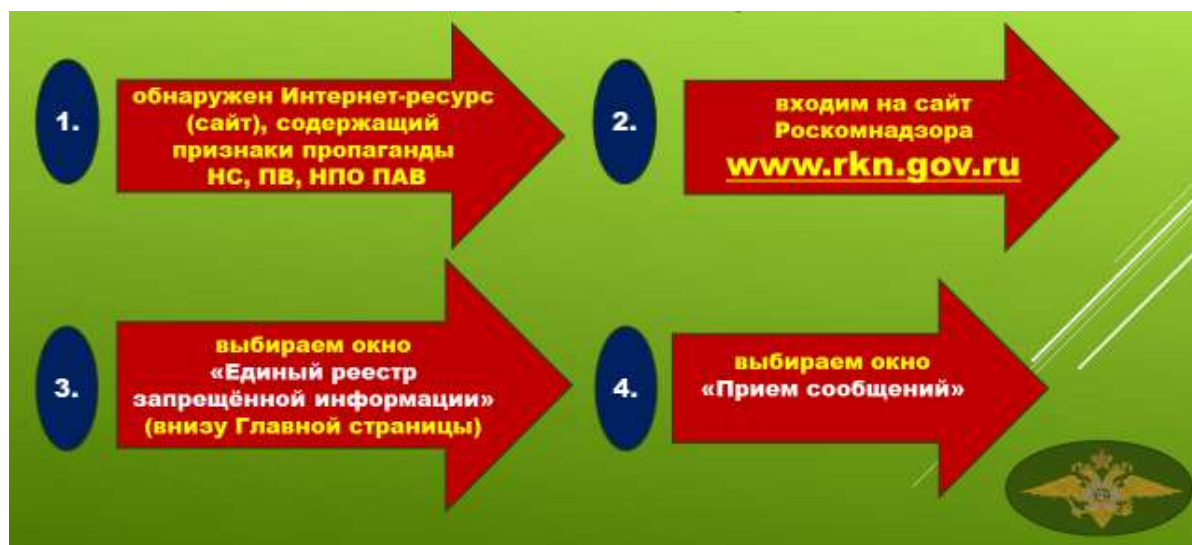 1.
обнаружен Интернет-ресурс
(сайт), содержащий
признаки пропаганды
НС, ПВ, НПО ПАВ
2.
входим на сайт
Роскомнадзора
www.rkn.gov.ru
3.
выбираем окно
«Единый реестр
запрещённой информации»
(внизу Главной страницы)
4.
выбираем окно
«Прием сообщений»